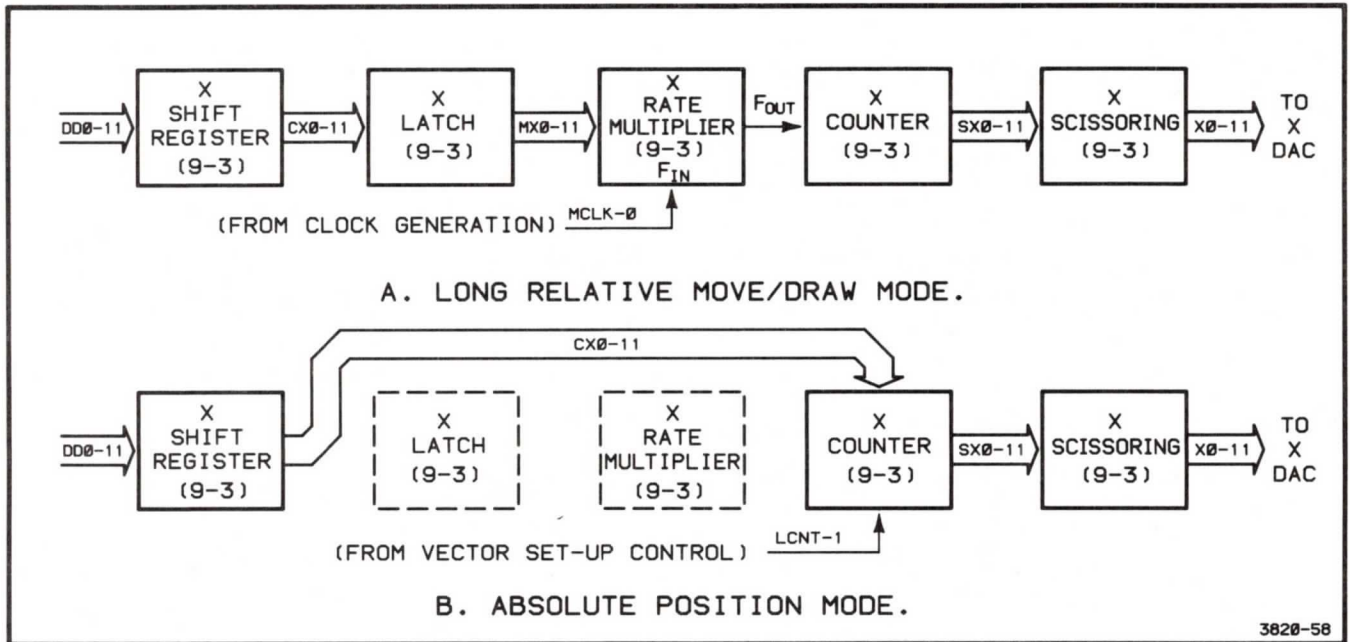 DD0-11
X
SHIFT
REGISTER
(9-3)
CX0-11
X
LATCH
(9-3)
MX0-11
X
RATE
MULTIPLIER
(9-3)
FIN
FOUT
X
COUNTER
(9-3)
SX0-11
X
SCISSORING
(9-3)
X0-11
TO
X
DAC
(FROM CLOCK GENERATION) MCLK-0
A. LONG RELATIVE MOVE/DRAW MODE.
CX0-11
DD0-11
X
SHIFT
REGISTER
(9-3)
X
LATCH
(9-3)
X
RATE
MULTIPLIER
(9-3)
X
COUNTER
(9-3)
SX0-11
X
SCISSORING
(9-3)
X0-11
TO
X
DAC
(FROM VECTOR SET-UP CONTROL) LCNT-1
B. ABSOLUTE POSITION MODE.
3820-58